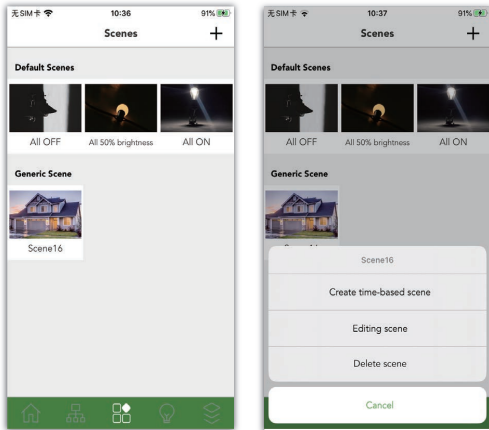 无SIM卡 10:36 91%
Scenes +
Default Scenes
All OFF All 50% brightness All ON
Generic Scene
Scene16
无SIM卡 10:37 91%
Scenes +
Default Scenes
All OFF All 50% brightness All ON
Generic Scene
Scene16
Create time-based scene
Editing scene
Delete scene
Cancel